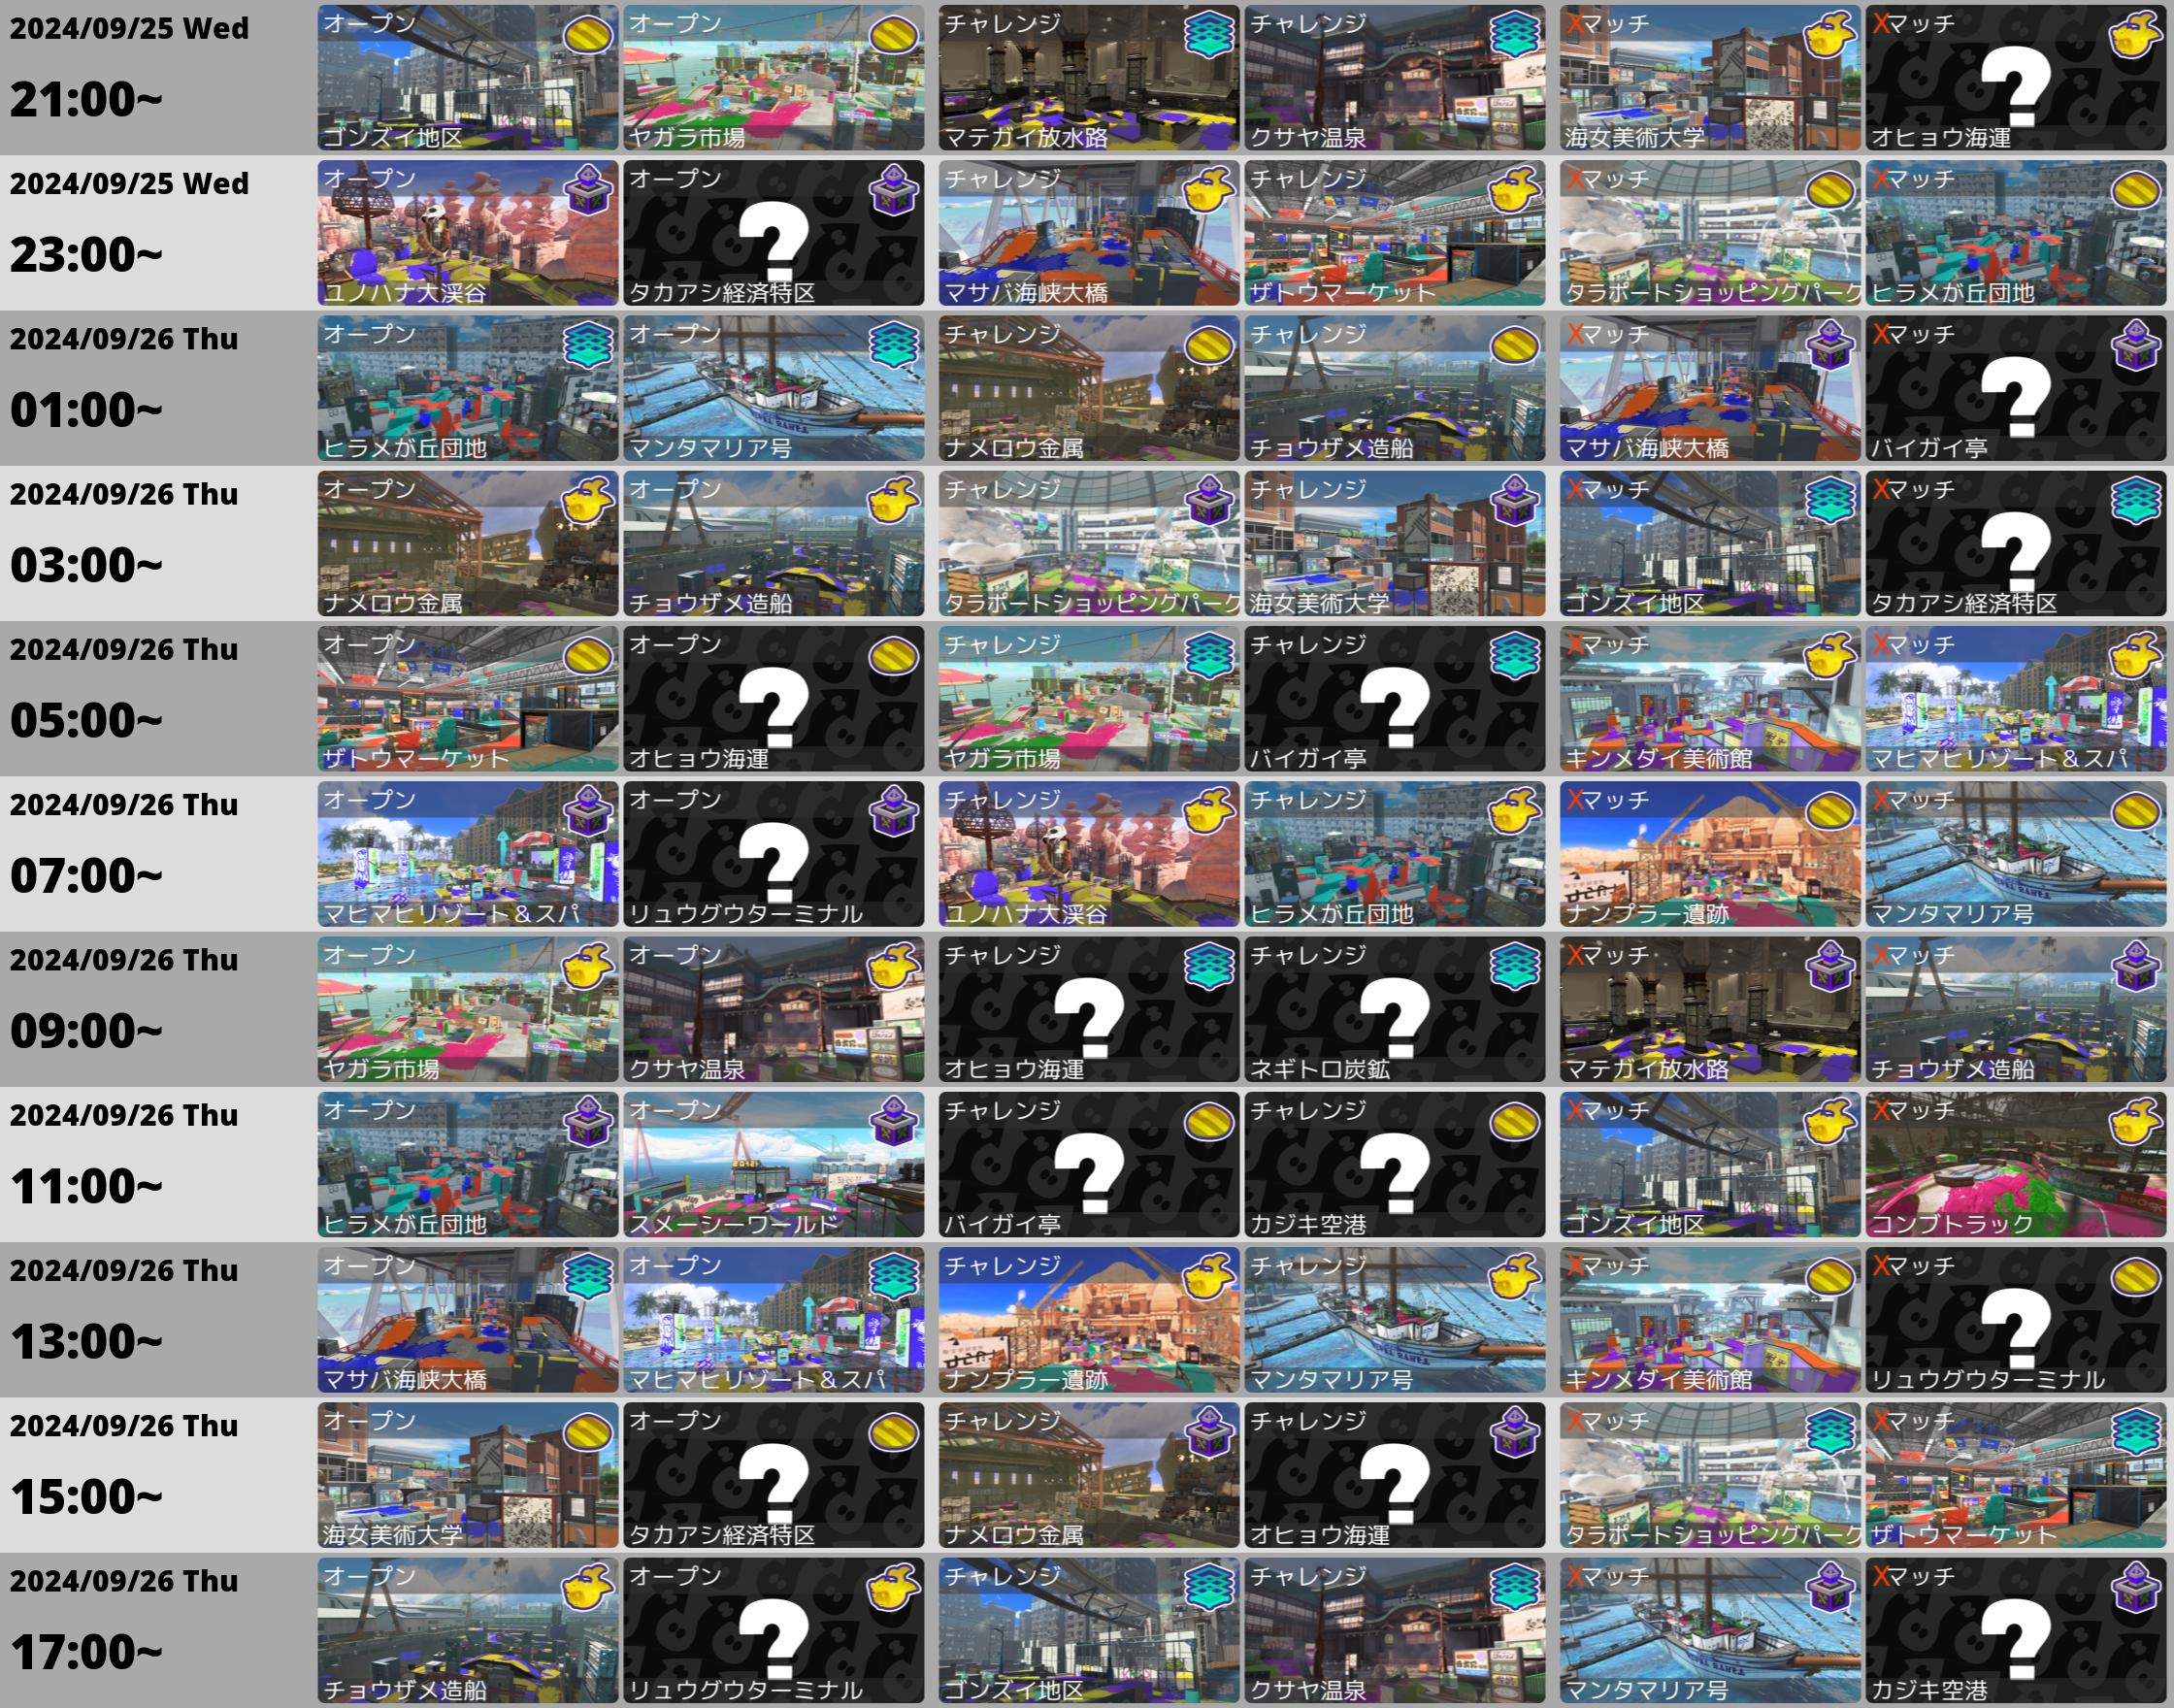 2024/09/25 Wed
21:00~
オープン オープン チャレンジ チャレンジ Xマッチ Xマッチ
ゴンズイ地区 ヤガラ市場 マテガイ放水路 クサヤ温泉 海女美術大学 オヒョウ海運
2024/09/25 Wed
23:00~
オープン オープン チャレンジ チャレンジ Xマッチ Xマッチ
ユノハナ大渓谷 タカアシ経済特区 マサバ海峡大橋 ザトウマーケット タラポートショッピングパーク ヒラメが丘団地
2024/09/26 Thu
01:00~
オープン オープン チャレンジ チャレンジ Xマッチ Xマッチ
ヒラメが丘団地 マンタマリア号 ナメロウ金属 チョウザメ造船 マサバ海峡大橋 バイガイ亭
2024/09/26 Thu
03:00~
オープン オープン チャレンジ チャレンジ Xマッチ Xマッチ
ナメロウ金属 チョウザメ造船 タラポートショッピングパーク 海女美術大学 ゴンズイ地区 タカアシ経済特区
2024/09/26 Thu
05:00~
オープン オープン チャレンジ チャレンジ Xマッチ Xマッチ
ザトウマーケット オヒョウ海運 ヤガラ市場 バイガイ亭 キンメダイ美術館 マヒマヒリゾート&スパ
2024/09/26 Thu
07:00~
オープン オープン チャレンジ チャレンジ Xマッチ Xマッチ
マヒマヒリゾート&スパ リュウグウターミナル ユノハナ大渓谷 ヒラメが丘団地 ナンプラー遺跡 マンタマリア号
2024/09/26 Thu
09:00~
オープン オープン チャレンジ チャレンジ Xマッチ Xマッチ
ヤガラ市場 クサヤ温泉 オヒョウ海運 ネギトロ炭鉱 マテガイ放水路 チョウザメ造船
2024/09/26 Thu
11:00~
オープン オープン チャレンジ チャレンジ Xマッチ Xマッチ
ヒラメが丘団地 スメーシーワールド バイガイ亭 カジキ空港 ゴンズイ地区 コンブトラック
2024/09/26 Thu
13:00~
オープン オープン チャレンジ チャレンジ Xマッチ Xマッチ
マサバ海峡大橋 マヒマヒリゾート&スパ ナンプラー遺跡 マンタマリア号 キンメダイ美術館 リュウグウターミナル
2024/09/26 Thu
15:00~
オープン オープン チャレンジ チャレンジ Xマッチ Xマッチ
海女美術大学 タカアシ経済特区 ナメロウ金属 オヒョウ海運 タラポートショッピングパーク ザトウマーケット
2024/09/26 Thu
17:00~
オープン オープン チャレンジ チャレンジ Xマッチ Xマッチ
チョウザメ造船 リュウグウターミナル ゴンズイ地区 クサヤ温泉 マンタマリア号 カジキ空港